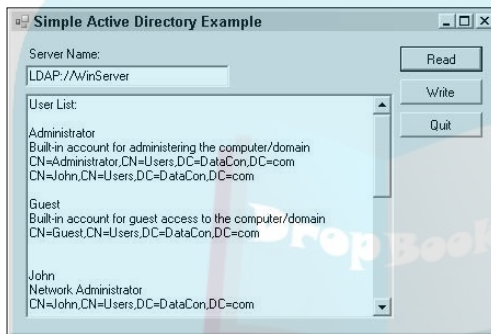 Simple Active Directory Example
Server Name:
LDAP://WinServer
Read
Write
Quit
User List:
Administrator
Built-in account for administering the computer/domain
CN=Administrator,CN=Users,DC=DataCon,DC=com
CN=John,CN=Users,DC=DataCon,DC=com
Guest
Built-in account for guest access to the computer/domain
CN=Guest,CN=Users,DC=DataCon,DC=com
John
Network Administrator
CN=John,CN=Users,DC=DataCon,DC=com
DropBook